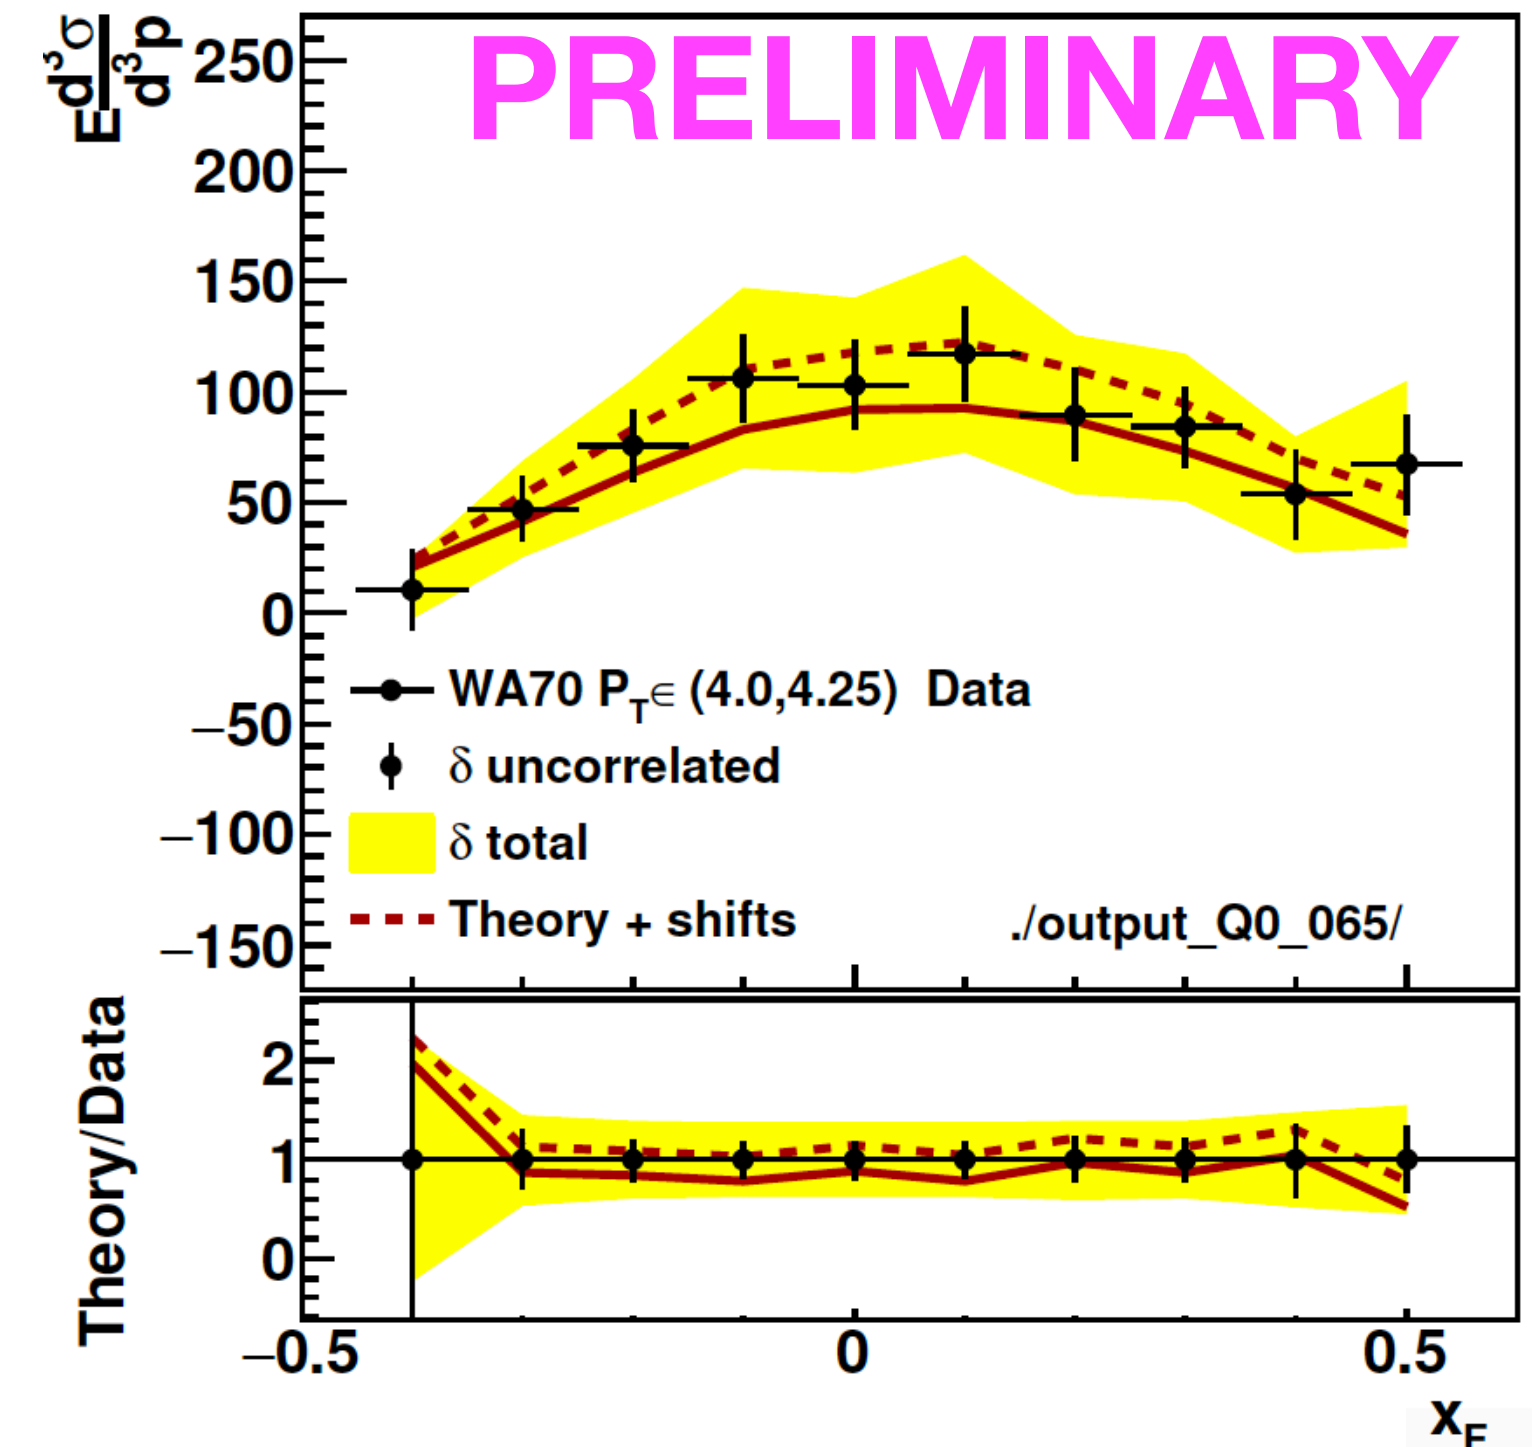 E d³σ
d³p
PRELIMINARY
250
200
150
100
50
0
−50
−100
−150
WA70 P_T∈ (4.0,4.25) Data
δ uncorrelated
δ total
Theory + shifts
./output_Q0_065/
Theory/Data
2
1
0
−0.5 0 0.5
x_F